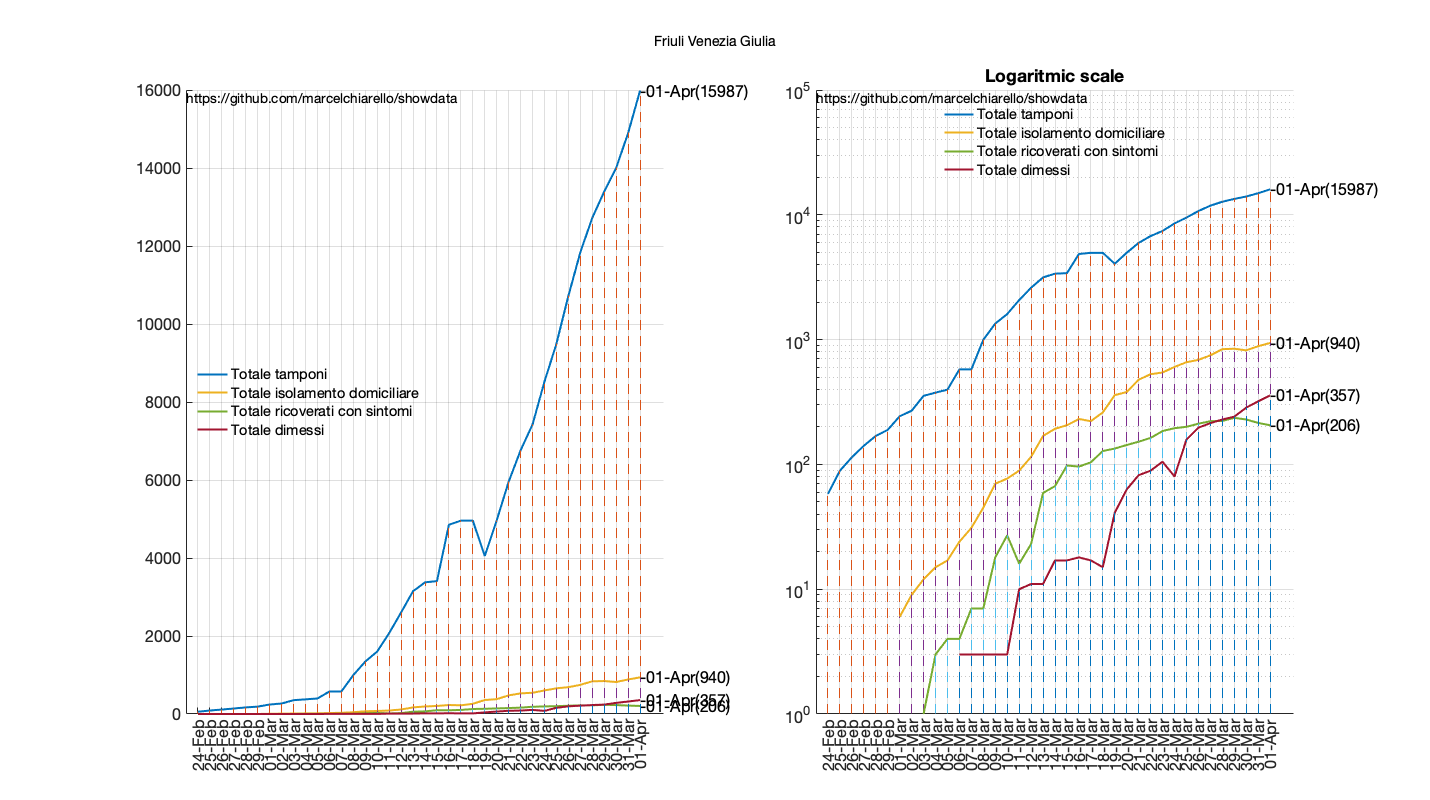 Friuli Venezia Giulia
https://github.com/marcelchiarello/showdata
16000
14000
12000
10000
8000
6000
4000
2000
0
01-Apr(15987)
01-Apr(940)
01-Apr(357)
01-Apr(206)
Totale tamponi
Totale isolamento domiciliare
Totale ricoverati con sintomi
Totale dimessi
24-Feb
25-Feb
26-Feb
27-Feb
28-Feb
29-Feb
01-Mar
02-Mar
03-Mar
04-Mar
05-Mar
06-Mar
07-Mar
08-Mar
09-Mar
10-Mar
11-Mar
12-Mar
13-Mar
14-Mar
15-Mar
16-Mar
17-Mar
18-Mar
19-Mar
20-Mar
21-Mar
22-Mar
23-Mar
24-Mar
25-Mar
26-Mar
27-Mar
28-Mar
29-Mar
30-Mar
31-Mar
01-Apr
Logaritmic scale
https://github.com/marcelchiarello/showdata
Totale tamponi
Totale isolamento domiciliare
Totale ricoverati con sintomi
Totale dimessi
10^5
10^4
10^3
10^2
10^1
10^0
01-Apr(15987)
01-Apr(940)
01-Apr(357)
01-Apr(206)
24-Feb
25-Feb
26-Feb
27-Feb
28-Feb
29-Feb
01-Mar
02-Mar
03-Mar
04-Mar
05-Mar
06-Mar
07-Mar
08-Mar
09-Mar
10-Mar
11-Mar
12-Mar
13-Mar
14-Mar
15-Mar
16-Mar
17-Mar
18-Mar
19-Mar
20-Mar
21-Mar
22-Mar
23-Mar
24-Mar
25-Mar
26-Mar
27-Mar
28-Mar
29-Mar
30-Mar
31-Mar
01-Apr